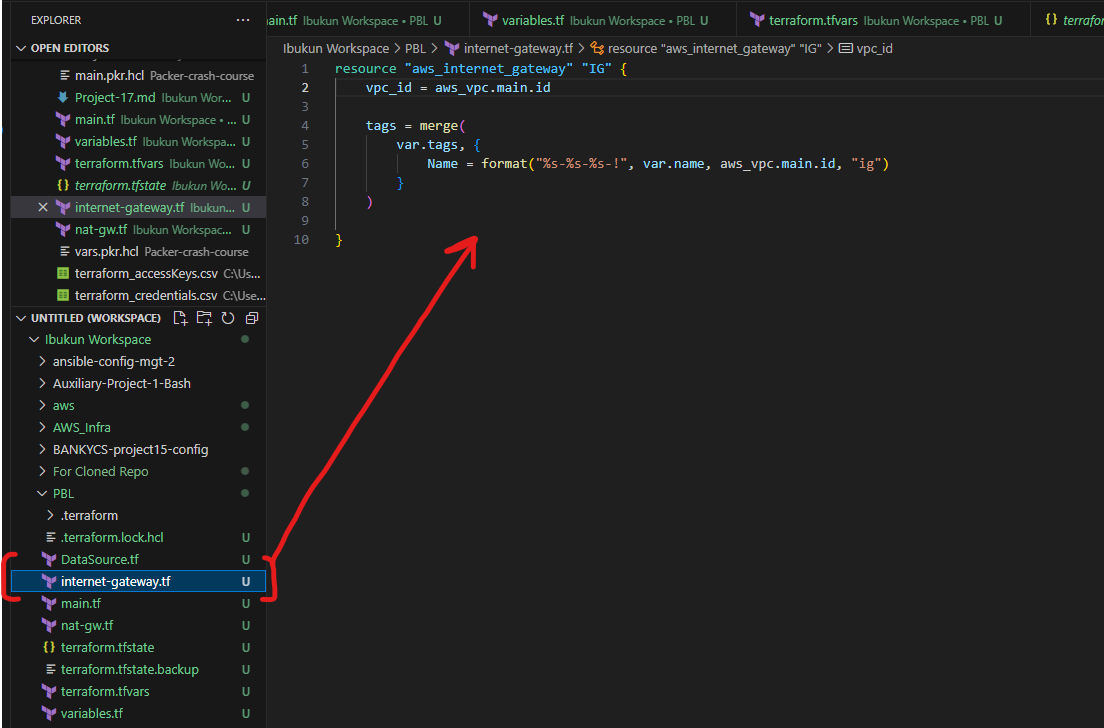 EXPLORER ...
OPEN EDITORS
main.pkr.hcl Packer-crash-course
Project-17.md Ibukun Wor... U
main.tf Ibukun Workspace • ... U
variables.tf Ibukun Workspa... U
terraform.tfvars Ibukun Wo... U
{} terraform.tfstate Ibukun Wo... U
internet-gateway.tf Ibukun... U
nat-gw.tf Ibukun Workspac... U
vars.pkr.hcl Packer-crash-course
terraform_accessKeys.csv C:\Us...
terraform_credentials.csv C:\Use...
UNTITLED (WORKSPACE)
Ibukun Workspace
ansible-config-mgt-2
Auxiliary-Project-1-Bash
aws
AWS_Infra
BANKYCS-project15-config
For Cloned Repo
PBL
.terraform
.terraform.lock.hcl U
DataSource.tf U
internet-gateway.tf U
main.tf U
nat-gw.tf U
{} terraform.tfstate U
terraform.tfstate.backup U
terraform.tfvars U
variables.tf U
ain.tf Ibukun Workspace • PBL U
variables.tf Ibukun Workspace • PBL U
terraform.tfvars Ibukun Workspace • PBL U
{} terrafor
Ibukun Workspace > PBL > internet-gateway.tf > resource "aws_internet_gateway" "IG" > vpc_id
1 resource "aws_internet_gateway" "IG" {
2 vpc_id = aws_vpc.main.id
3
4 tags = merge(
5 var.tags, {
6 Name = format("%s-%s-%s-!", var.name, aws_vpc.main.id, "ig")
7 }
8 )
9
10 }